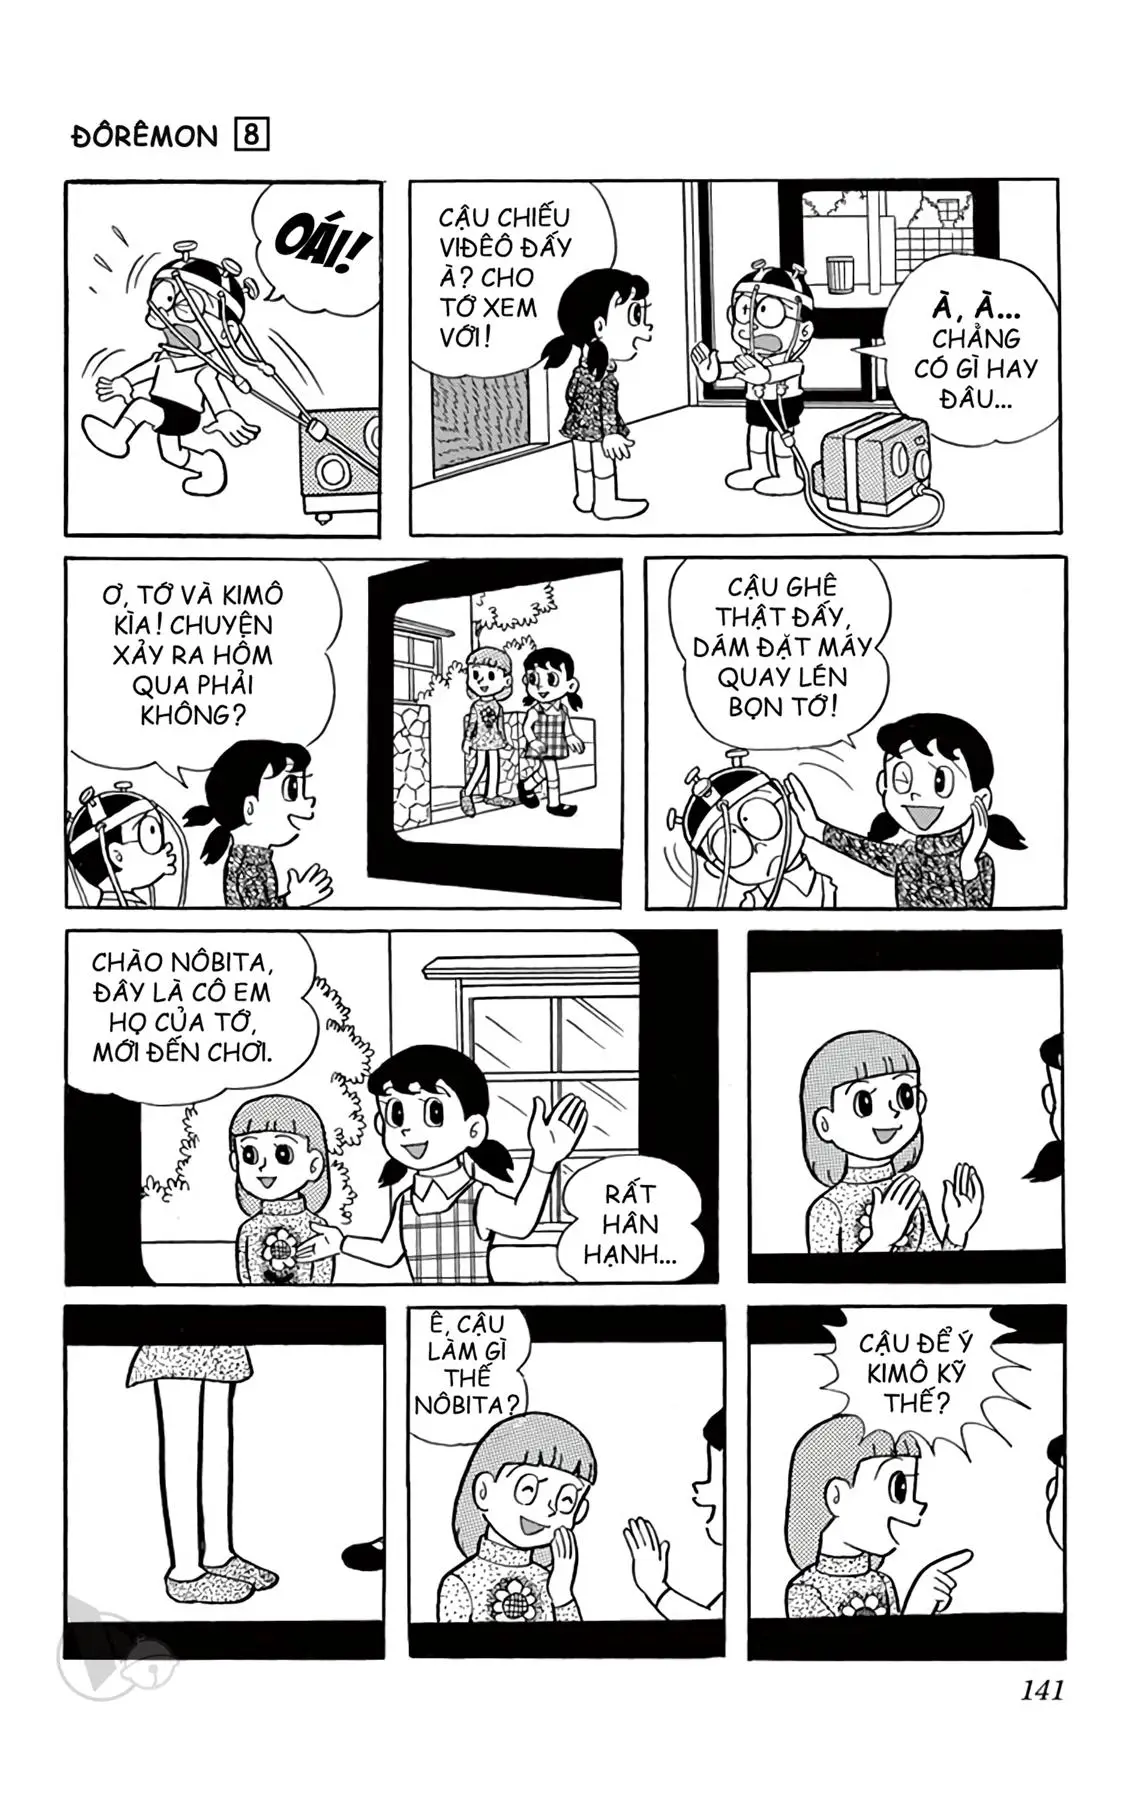 ĐÔRÊMON 8
OÁI!
CẬU CHIẾU
VIĐÊÔ ĐẤY
À? CHO
TỚ XEM
VỚI!
À, À...
CHẲNG
CÓ GÌ HAY
ĐÂU...
Ơ, TỚ VÀ KIMÔ
KÌA! CHUYỆN
XẢY RA HÔM
QUA PHẢI
KHÔNG?
CẬU GHÊ
THẬT ĐẤY,
DÁM ĐẶT MÁY
QUAY LÉN
BỌN TỚ!
CHÀO NÔBITA,
ĐÂY LÀ CÔ EM
HỌ CỦA TỚ,
MỚI ĐẾN CHƠI.
RẤT
HÂN
HẠNH...
Ê, CẬU
LÀM GÌ
THẾ
NÔBITA?
CẬU ĐỂ Ý
KIMÔ KỸ
THẾ?
141